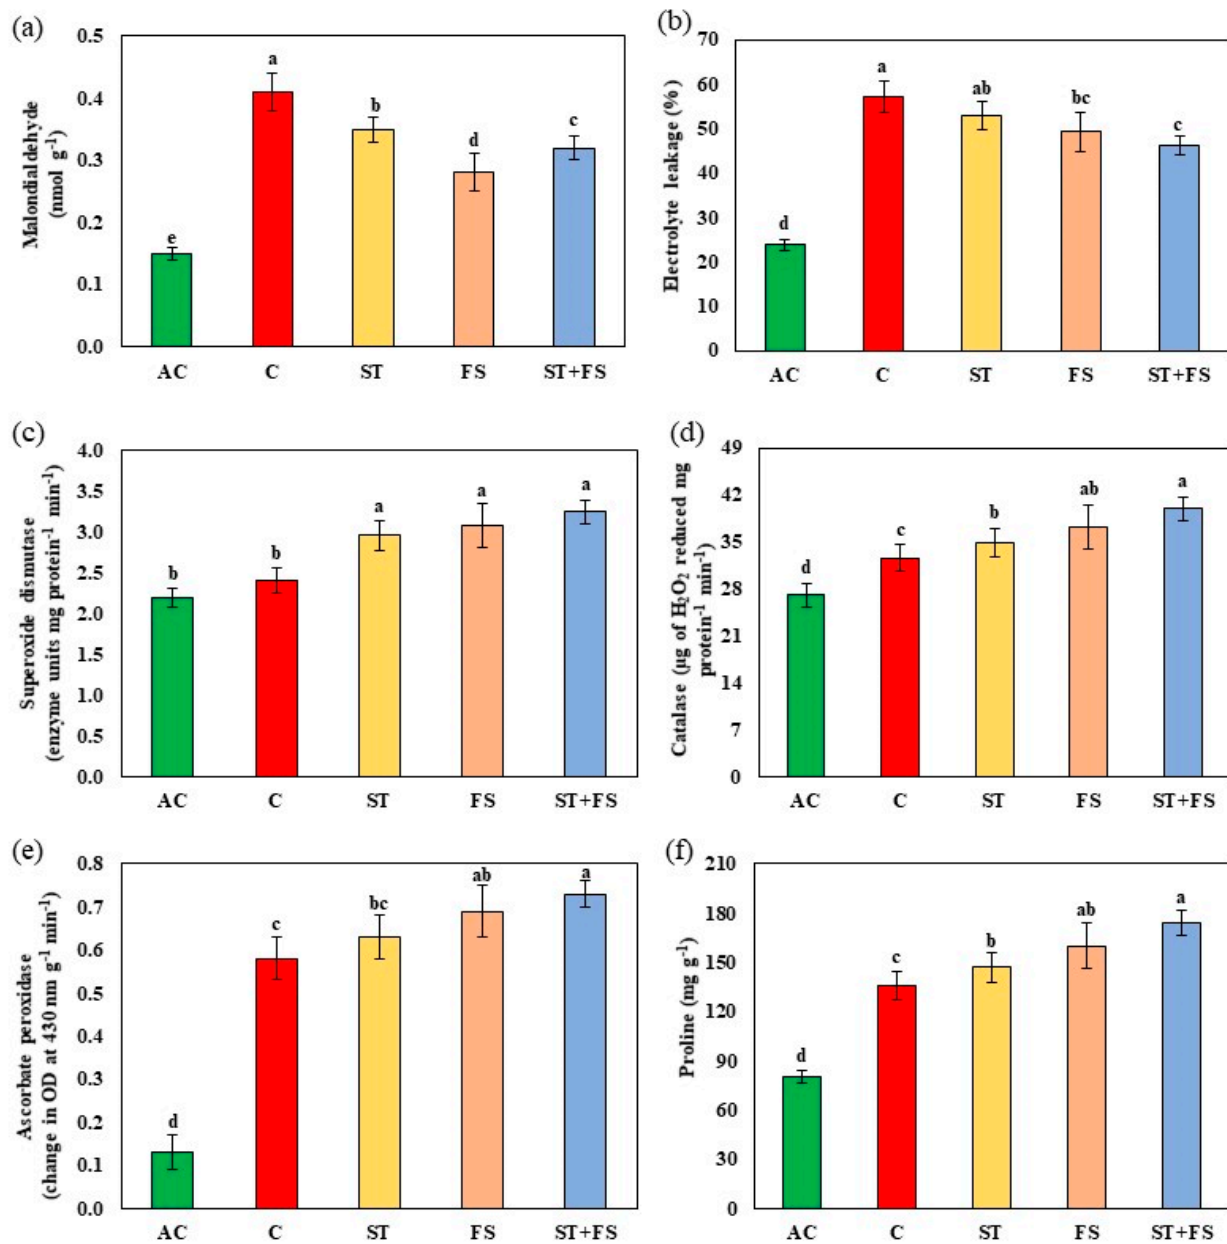 (a)
Malondialdehyde
(nmol g-1)
0.5
0.4
0.3
0.2
0.1
0.0
e
a
b
d
c
AC C ST FS ST+FS
(b)
Electrolyte leakage (%)
70
60
50
40
30
20
10
0
d
a
ab
bc
c
AC C ST FS ST+FS
(c)
Superoxide dismutase
(enzyme units mg protein-1 min-1)
4.0
3.5
3.0
2.5
2.0
1.5
1.0
0.5
0.0
b
b
a
a
a
AC C ST FS ST+FS
(d)
Catalase (µg of H2O2 reduced mg
protein-1 min-1)
49
42
35
28
21
14
7
0
d
c
b
ab
a
AC C ST FS ST+FS
(e)
Ascorbate peroxidase
(change in OD at 430 nm g-1 min-1)
0.8
0.7
0.6
0.5
0.4
0.3
0.2
0.1
0.0
d
c
bc
ab
a
AC C ST FS ST+FS
(f)
Proline (mg g-1)
210
180
150
120
90
60
30
0
d
c
b
ab
a
AC C ST FS ST+FS